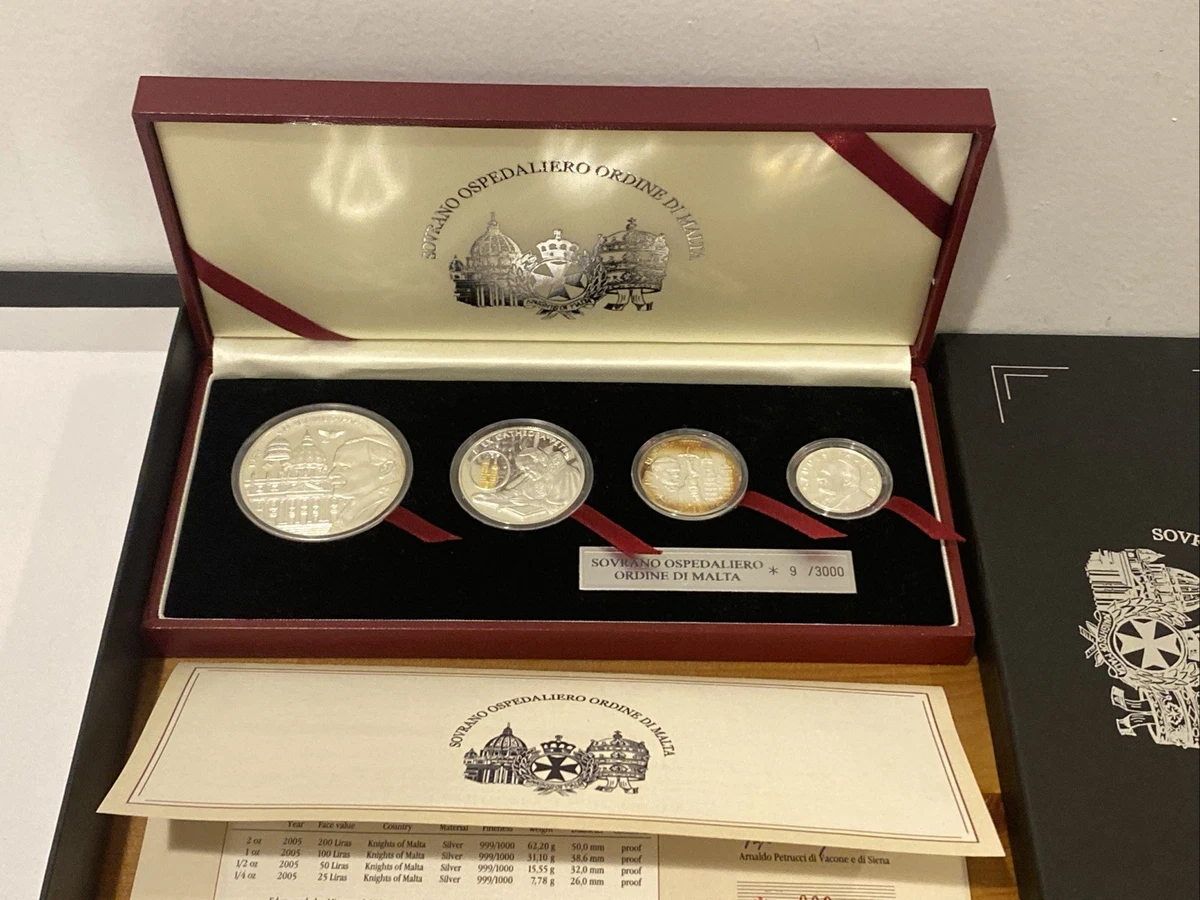 SOVRANO OSPEDALIERO ORDINE DI MALTA
EX CATHEDRA PETRI
SOVRANO OSPEDALIERO
ORDINE DI MALTA
* 9 /3000
SOVR
SOVRANO OSPEDALIERO ORDINE DI MALTA
Year Face value Country Material Fineness Weight
2 oz 2005 200 Liras Knights of Malta Silver 999/1000 62,20 g 50,0 mm proof
1 oz 2005 100 Liras Knights of Malta Silver 999/1000 31,10 g 38,6 mm proof
1/2 oz 2005 50 Liras Knights of Malta Silver 999/1000 15,55 g 32,0 mm proof
1/4 oz 2005 25 Liras Knights of Malta Silver 999/1000 7,78 g 26,0 mm proof
Arnaldo Petrucci di Vacone e di Siena